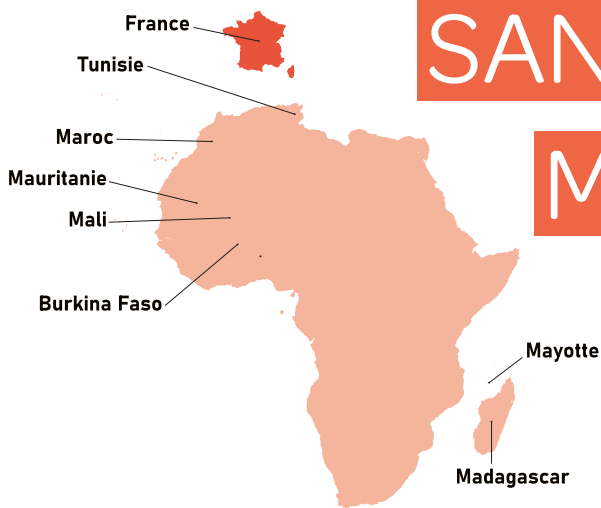 France
SAN
Tunisie
Maroc
M
Mauritanie
Mali
Burkina Faso
Mayotte
Madagascar